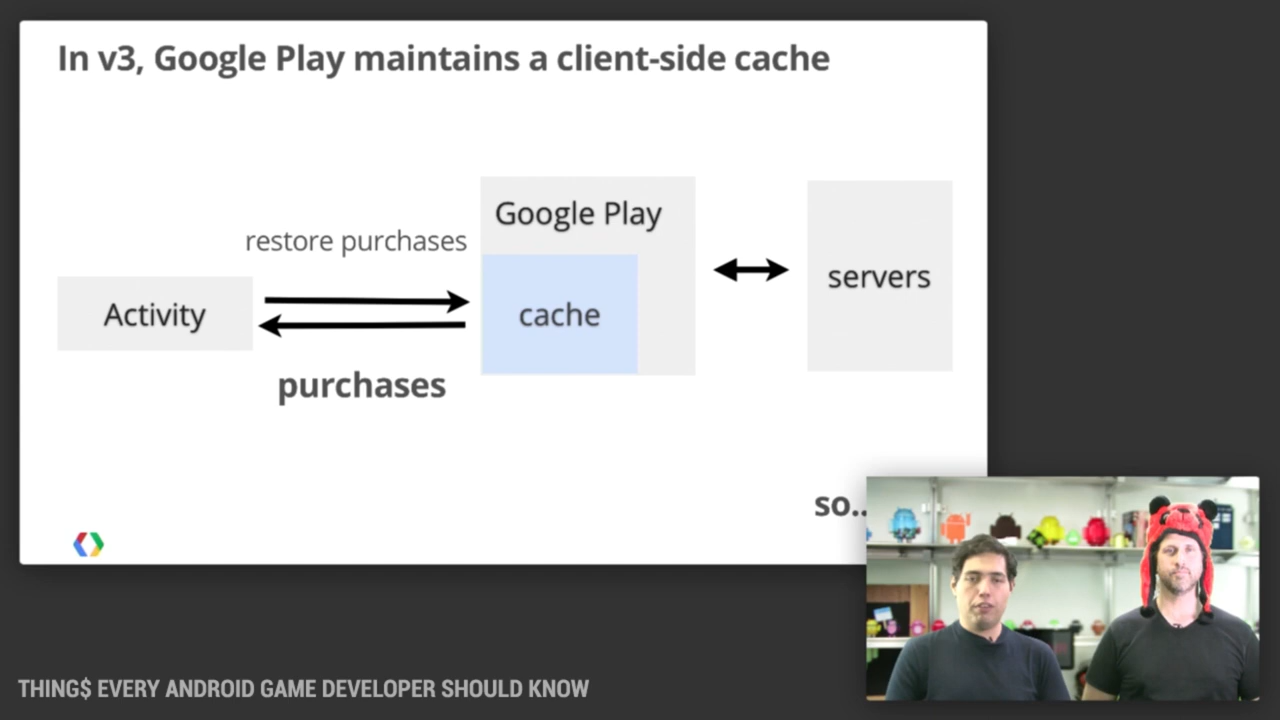 In v3, Google Play maintains a client-side cache
restore purchases
Google Play
servers
Activity
cache
purchases
so..
THING$ EVERY ANDROID GAME DEVELOPER SHOULD KNOW